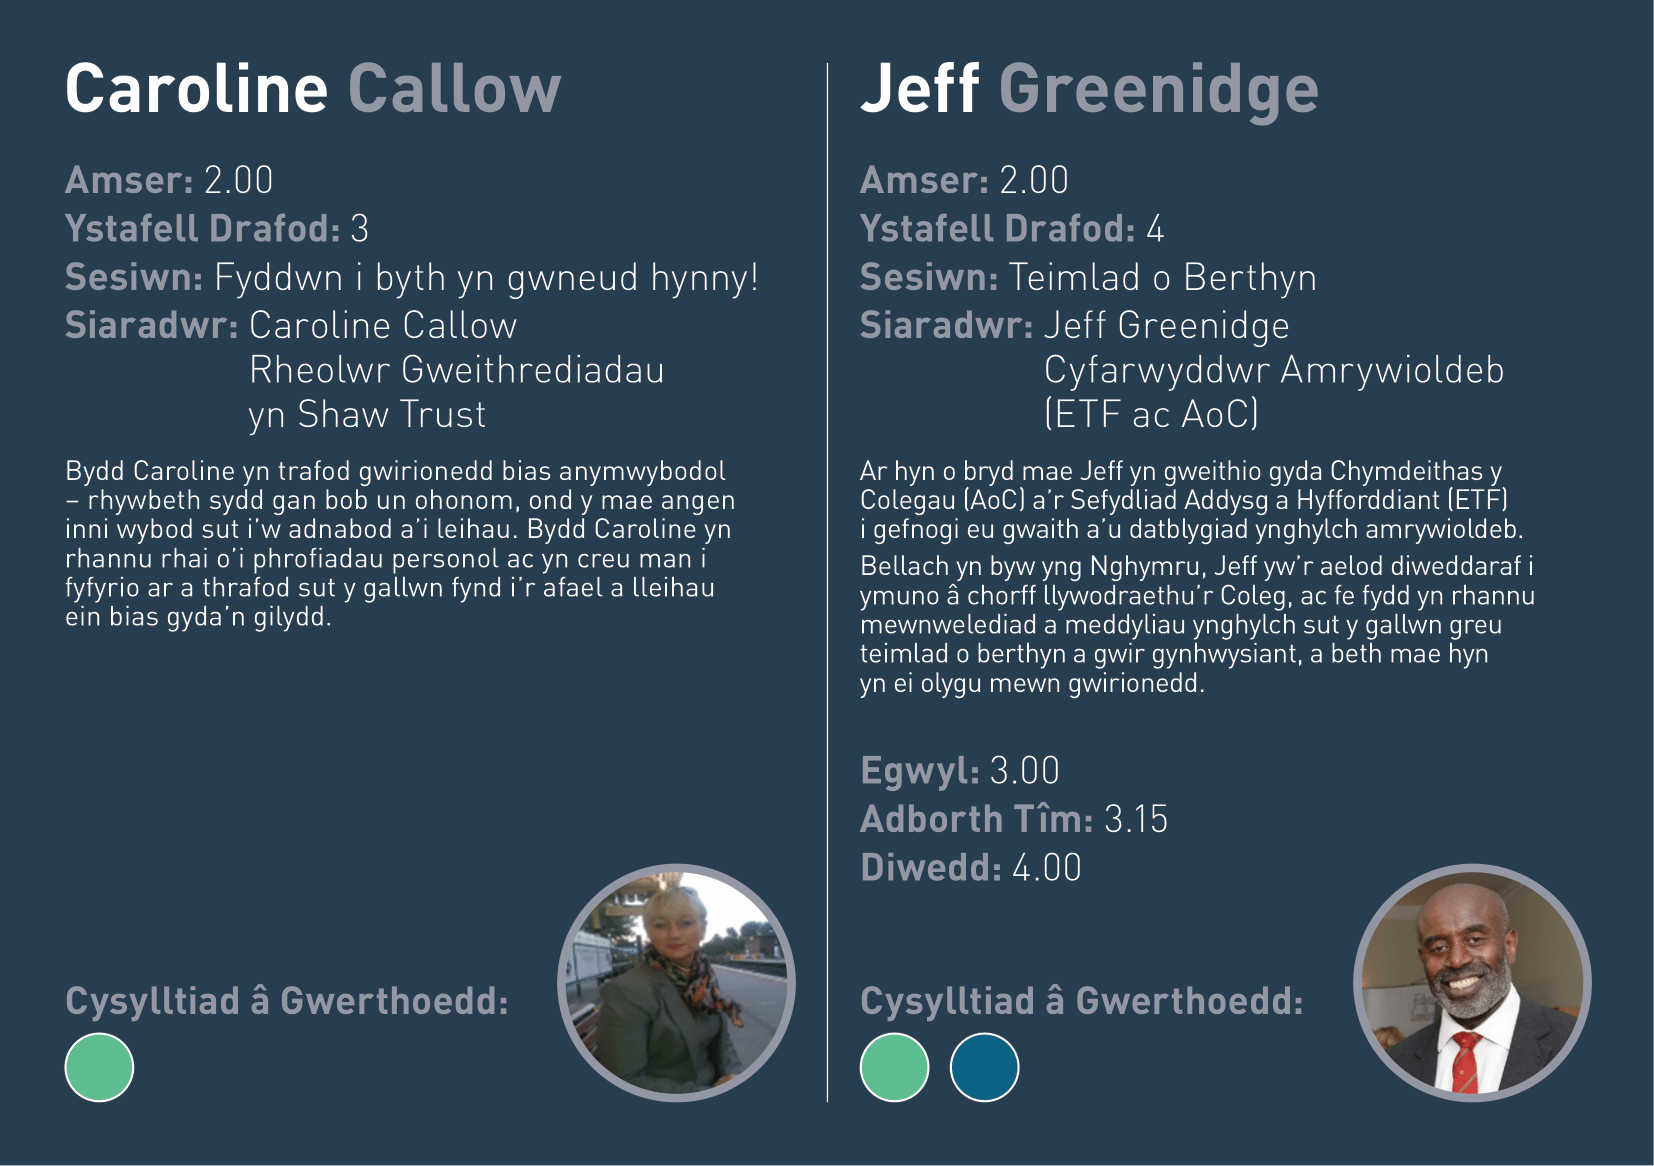 Caroline Callow
Amser: 2.00
Ystafell Drafod: 3
Sesiwn: Fyddwn i byth yn gwneud hynny!
Siaradwr: Caroline Callow
Rheolwr Gweithrediadau
yn Shaw Trust
Bydd Caroline yn trafod gwirionedd bias anymwybodol
– rhywbeth sydd gan bob un ohonom, ond y mae angen
inni wybod sut i’w adnabod a’i leihau. Bydd Caroline yn
rhannu rhai o’i phrofiadau personol ac yn creu man i
fyfyrio ar a thrafod sut y gallwn fynd i’r afael a lleihau
ein bias gyda’n gilydd.
Cysylltiad â Gwerthoedd:
Jeff Greenidge
Amser: 2.00
Ystafell Drafod: 4
Sesiwn: Teimlad o Berthyn
Siaradwr: Jeff Greenidge
Cyfarwyddwr Amrywioldeb
(ETF ac AoC)
Ar hyn o bryd mae Jeff yn gweithio gyda Chymdeithas y
Colegau (AoC) a’r Sefydliad Addysg a Hyfforddiant (ETF)
i gefnogi eu gwaith a’u datblygiad ynghylch amrywioldeb.
Bellach yn byw yng Nghymru, Jeff yw’r aelod diweddaraf i
ymuno â chorff llywodraethu’r Coleg, ac fe fydd yn rhannu
mewnwelediad a meddyliau ynghylch sut y gallwn greu
teimlad o berthyn a gwir gynhwysiant, a beth mae hyn
yn ei olygu mewn gwirionedd.
Egwyl: 3.00
Adborth Tîm: 3.15
Diwedd: 4.00
Cysylltiad â Gwerthoedd: